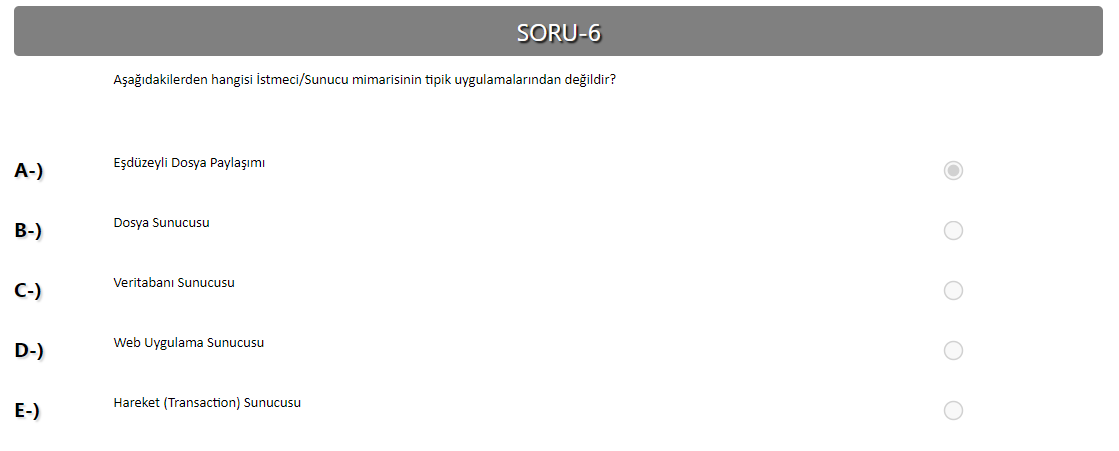 SORU-6
Aşağıdakilerden hangisi İstmeci/Sunucu mimarisinin tipik uygulamalarından değildir?
A-) Eşdüzeyli Dosya Paylaşımı
B-) Dosya Sunucusu
C-) Veritabanı Sunucusu
D-) Web Uygulama Sunucusu
E-) Hareket (Transaction) Sunucusu